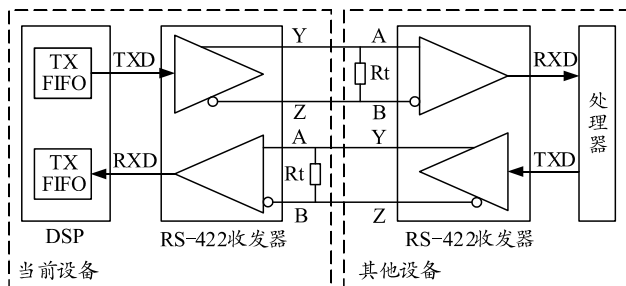 Y
A
TX
FIFO
TXD
RXD
Rt
Z
B
A
Y
TX
FIFO
RXD
TXD
Rt
B
Z
处理器
DSP
RS-422收发器
RS-422收发器
当前设备
其他设备